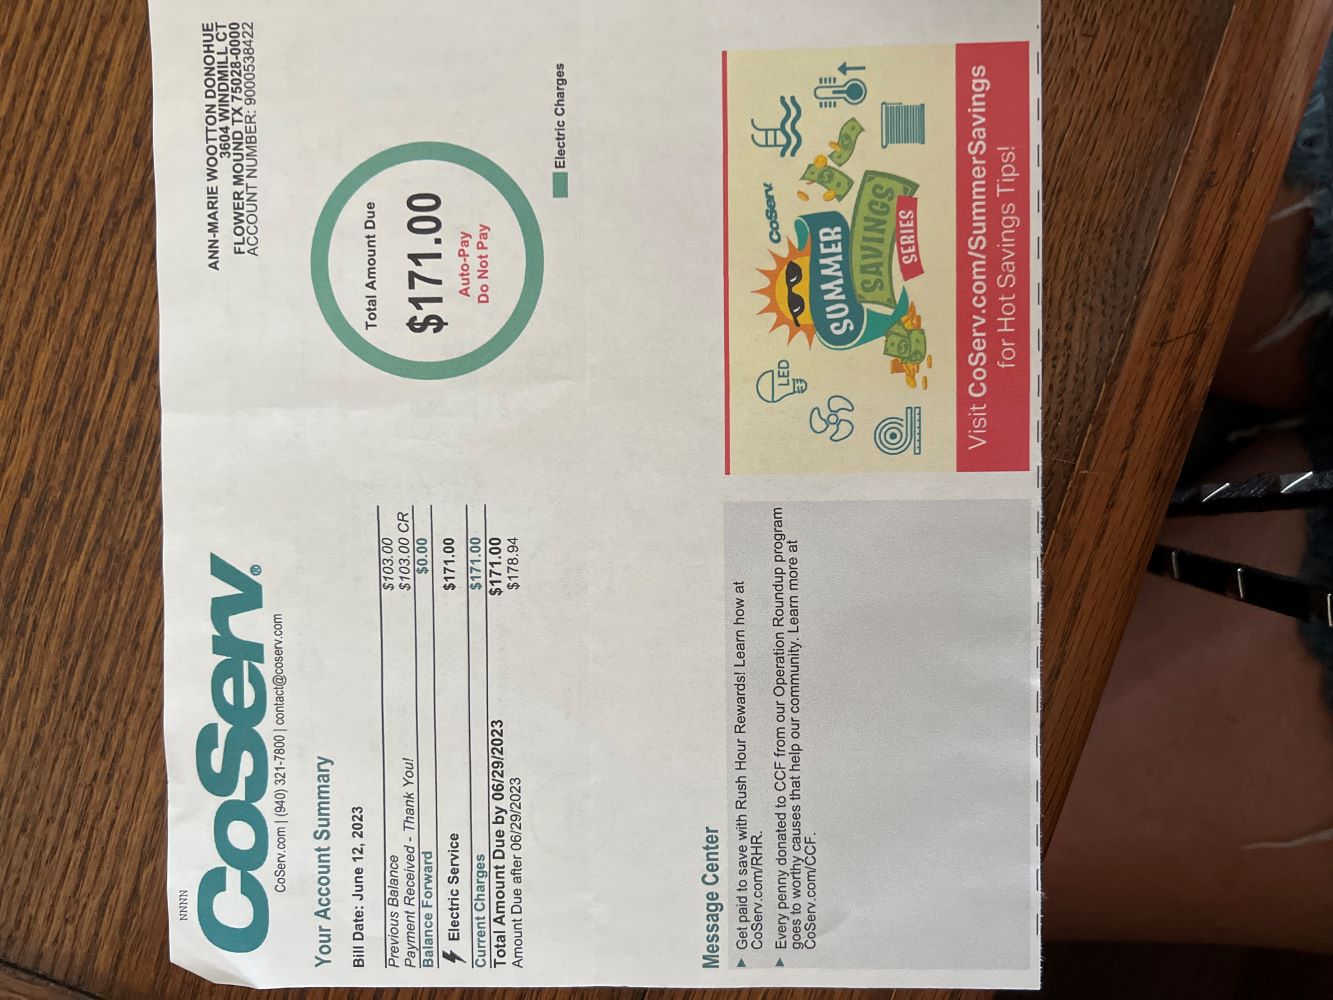 NNNN
CoServ®
CoServ.com | (940) 321-7800 | contact@coserv.com
ANN-MARIE WOOTTON DONOHUE
3604 WINDMILL CT
FLOWER MOUND TX 75028-0000
ACCOUNT NUMBER: 9000538422
Your Account Summary
Bill Date: June 12, 2023
Previous Balance $103.00
Payment Received - Thank You! $103.00 CR
Balance Forward $0.00
Electric Service $171.00
Current Charges $171.00
Total Amount Due by 06/29/2023 $171.00
Amount Due after 06/29/2023 $178.94
Total Amount Due
$171.00
Auto-Pay
Do Not Pay
Electric Charges
Message Center
Get paid to save with Rush Hour Rewards! Learn how at
CoServ.com/RHR.
Every penny donated to CCF from our Operation Roundup program
goes to worthy causes that help our community. Learn more at
CoServ.com/CCF.
LED
CoServ
SUMMER
SAVINGS
SERIES
Visit CoServ.com/SummerSavings
for Hot Savings Tips!